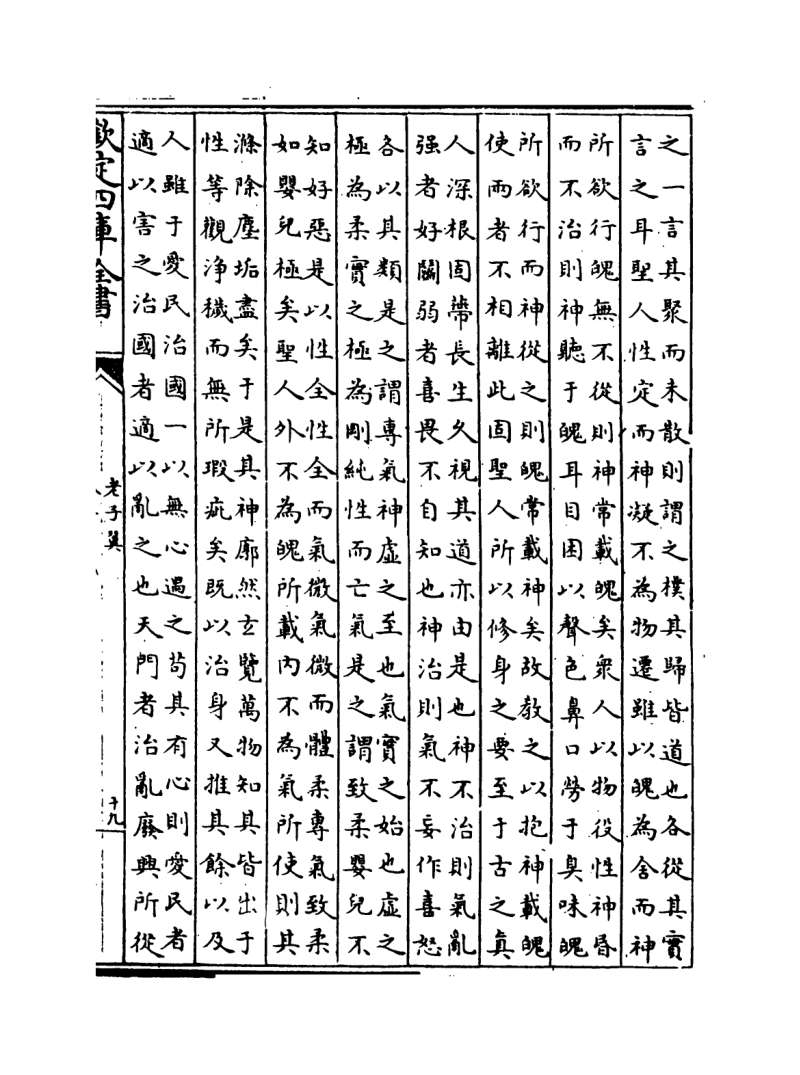 之一言其聚而未散則謂之樸其歸皆道也各從其實
言之耳聖人性定而神凝不為物遷雖以魄為舍而神
所欲行魄無不從則神常載魄矣衆人以物役性神昏
而不治則神聽于魄耳目困以聲色鼻口勞于臭味魄
所欲行而神從之則魄常載神矣故教之以抱神載魄
使兩者不相離此固聖人所以修身之要至于古之真
人深根固蔕長生久視其道亦由是也神不治則氣亂
强者好鬭弱者喜畏不自知也神治則氣不妄作喜怒
各以其類是之謂專氣神虛之至也氣實之始也虛之
極為柔實之極為剛純性而亡氣是之謂致柔嬰兒不
知好惡是以性全性全而氣微氣微而體柔專氣致柔
如嬰兒極矣聖人外不為魄所載内不為氣所使則其
滌除塵垢盡矣于是其神廓然玄覽萬物知其皆出于
性等觀淨穢而無所瑕疵矣既以治身又推其餘以及
人雖于愛民治國一以無心遇之苟其有心則愛民者
適以害之治國者適以亂之也天門者治亂廢興所從
欽定四庫全書
老子翼
十九